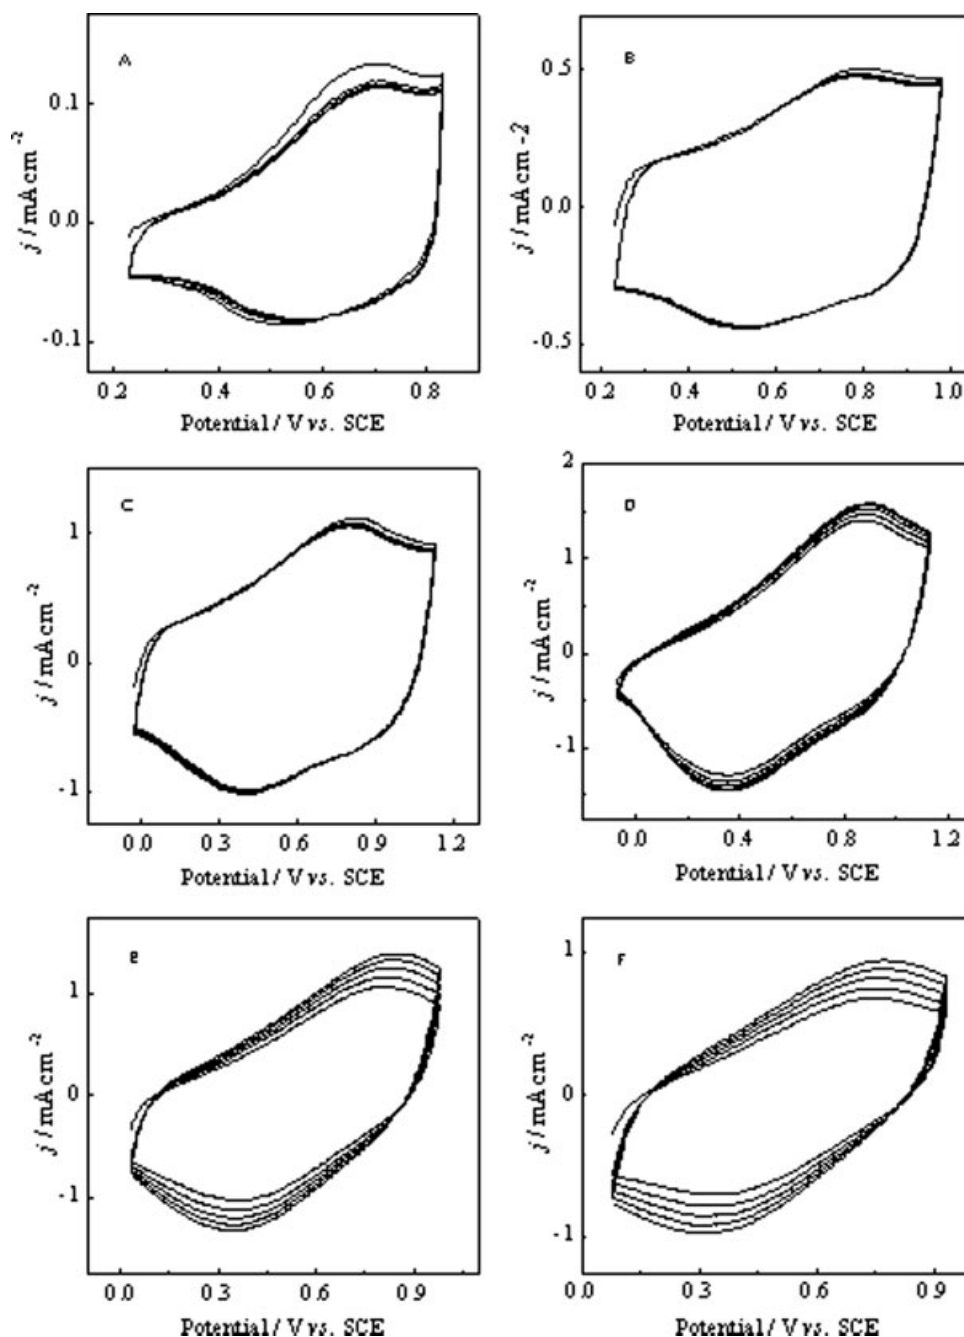 A
j / mA cm-2
0.1
0.0
-0.1
0.2 0.4 0.6 0.8
Potential / V vs. SCE
B
j / mA cm-2
0.5
0.0
-0.5
0.2 0.4 0.6 0.8 1.0
Potential / V vs. SCE
C
j / mA cm-2
1
0
-1
0.0 0.3 0.6 0.9 1.2
Potential / V vs. SCE
D
j / mA cm-2
2
1
0
-1
0.0 0.4 0.8 1.2
Potential / V vs. SCE
E
j / mA cm-2
1
0
-1
0.0 0.3 0.6 0.9
Potential / V vs. SCE
F
j / mA cm-2
1
0
-1
0.0 0.3 0.6 0.9
Potential / V vs. SCE